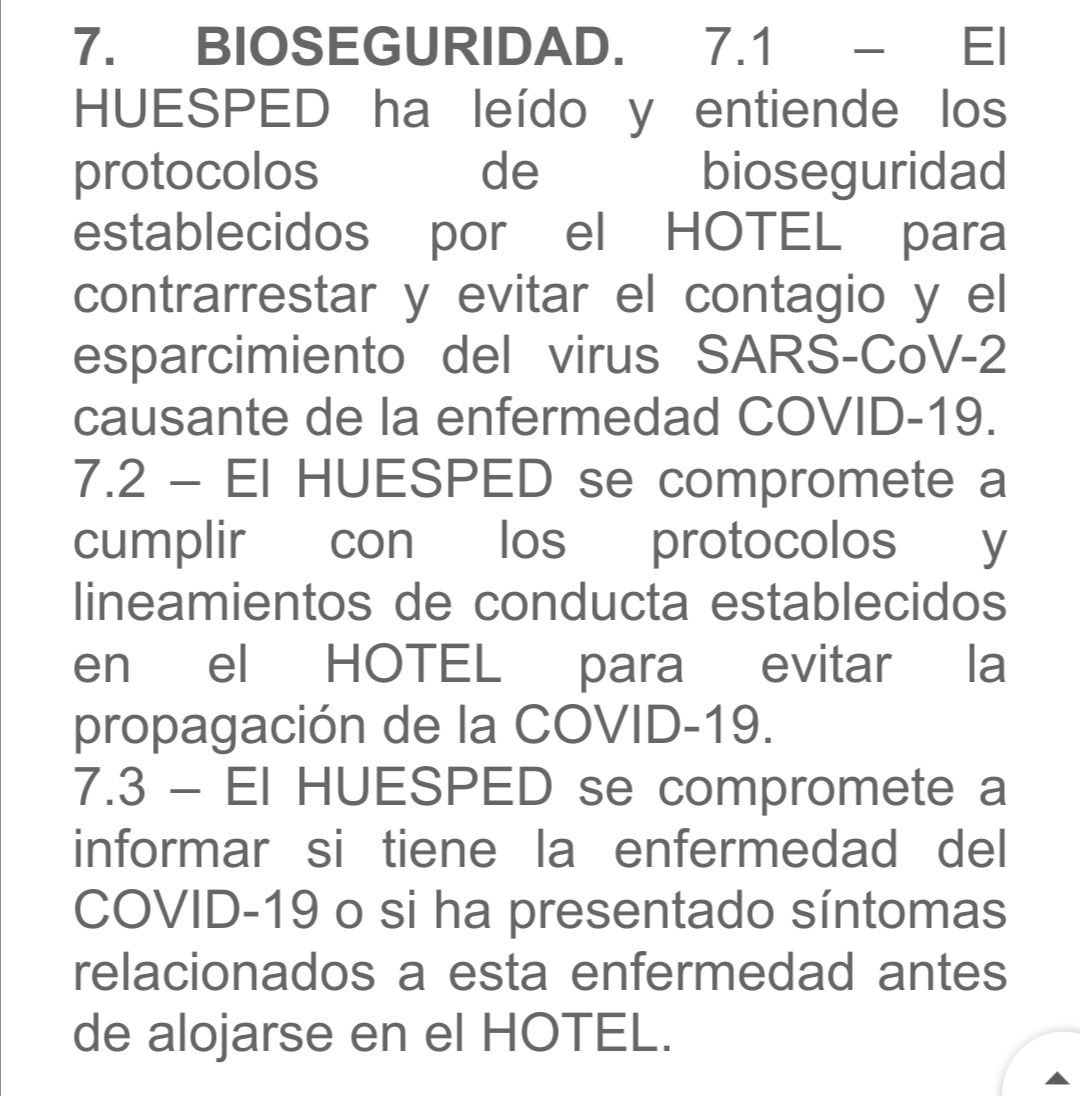 7. BIOSEGURIDAD. 7.1 – El
HUESPED ha leído y entiende los
protocolos de bioseguridad
establecidos por el HOTEL para
contrarrestar y evitar el contagio y el
esparcimiento del virus SARS-CoV-2
causante de la enfermedad COVID-19.
7.2 – El HUESPED se compromete a
cumplir con los protocolos y
lineamientos de conducta establecidos
en el HOTEL para evitar la
propagación de la COVID-19.
7.3 – El HUESPED se compromete a
informar si tiene la enfermedad del
COVID-19 o si ha presentado síntomas
relacionados a esta enfermedad antes
de alojarse en el HOTEL.